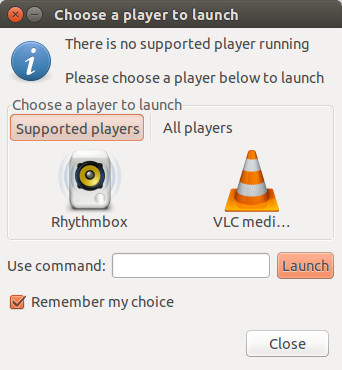 Choose a player to launch
There is no supported player running
Please choose a player below to launch
Choose a player to launch
Supported players All players
Rhythmbox VLC medi...
Use command: Launch
Remember my choice
Close